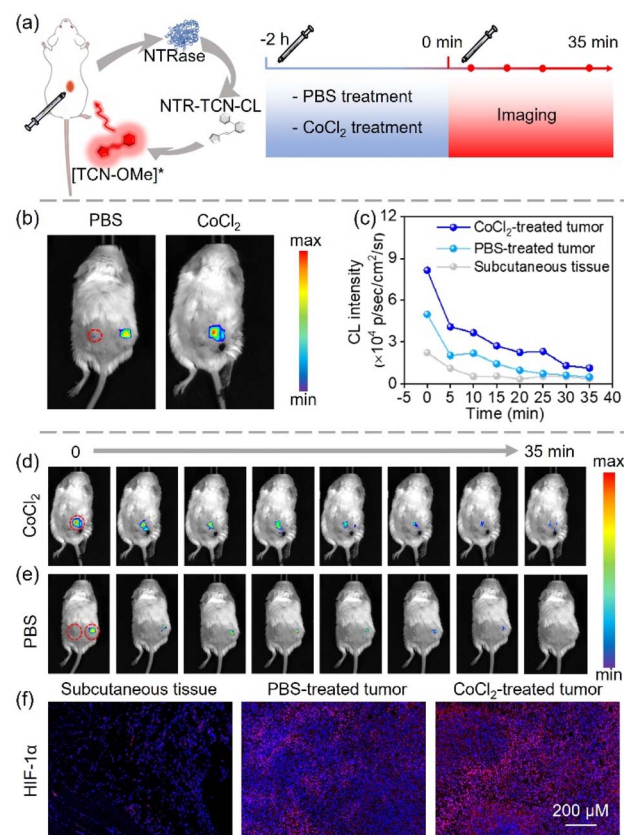 (a)
NTRase
NTR-TCN-CL
[TCN-OMe]*
-2 h
0 min
35 min
- PBS treatment
- CoCl₂ treatment
Imaging
(b)
PBS
CoCl₂
max
min
(c)
CL intensity
(×10⁴ p/sec/cm²/sr)
12
9
6
3
0
CoCl₂-treated tumor
PBS-treated tumor
Subcutaneous tissue
-5 0 5 10 15 20 25 30 35 40
Time (min)
0
35 min
(d)
CoCl₂
(e)
PBS
max
min
(f)
Subcutaneous tissue
PBS-treated tumor
CoCl₂-treated tumor
HIF-1α
200 μM